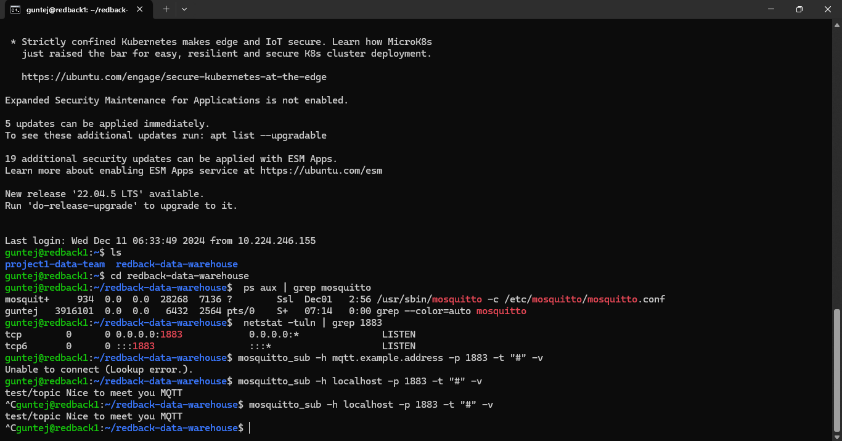 guntej@redback1: ~/redback-
* Strictly confined Kubernetes makes edge and IoT secure. Learn how MicroK8s
just raised the bar for easy, resilient and secure K8s cluster deployment.
https://ubuntu.com/engage/secure-kubernetes-at-the-edge
Expanded Security Maintenance for Applications is not enabled.
5 updates can be applied immediately.
To see these additional updates run: apt list --upgradable
19 additional security updates can be applied with ESM Apps.
Learn more about enabling ESM Apps service at https://ubuntu.com/esm
New release '22.04.5 LTS' available.
Run 'do-release-upgrade' to upgrade to it.
Last login: Wed Dec 11 06:33:49 2024 from 10.224.246.155
guntej@redback1:~$ ls
project1-data-team  redback-data-warehouse
guntej@redback1:~$ cd redback-data-warehouse
guntej@redback1:~/redback-data-warehouse$  ps aux | grep mosquitto
mosquit+     934  0.0  0.0  28268  7136 ?        Ssl  Dec01   2:56 /usr/sbin/mosquitto -c /etc/mosquitto/mosquitto.conf
guntej   3916101  0.0  0.0   6432  2564 pts/0    S+   07:14   0:00 grep --color=auto mosquitto
guntej@redback1:~/redback-data-warehouse$  netstat -tuln | grep 1883
tcp        0      0 0.0.0.0:1883            0.0.0.0:*               LISTEN
tcp6       0      0 :::1883                 :::*                    LISTEN
guntej@redback1:~/redback-data-warehouse$ mosquitto_sub -h mqtt.example.address -p 1883 -t "#" -v
Unable to connect (Lookup error.).
guntej@redback1:~/redback-data-warehouse$ mosquitto_sub -h localhost -p 1883 -t "#" -v
test/topic Nice to meet you MQTT
^Cguntej@redback1:~/redback-data-warehouse$ mosquitto_sub -h localhost -p 1883 -t "#" -v
test/topic Nice to meet you MQTT
^Cguntej@redback1:~/redback-data-warehouse$